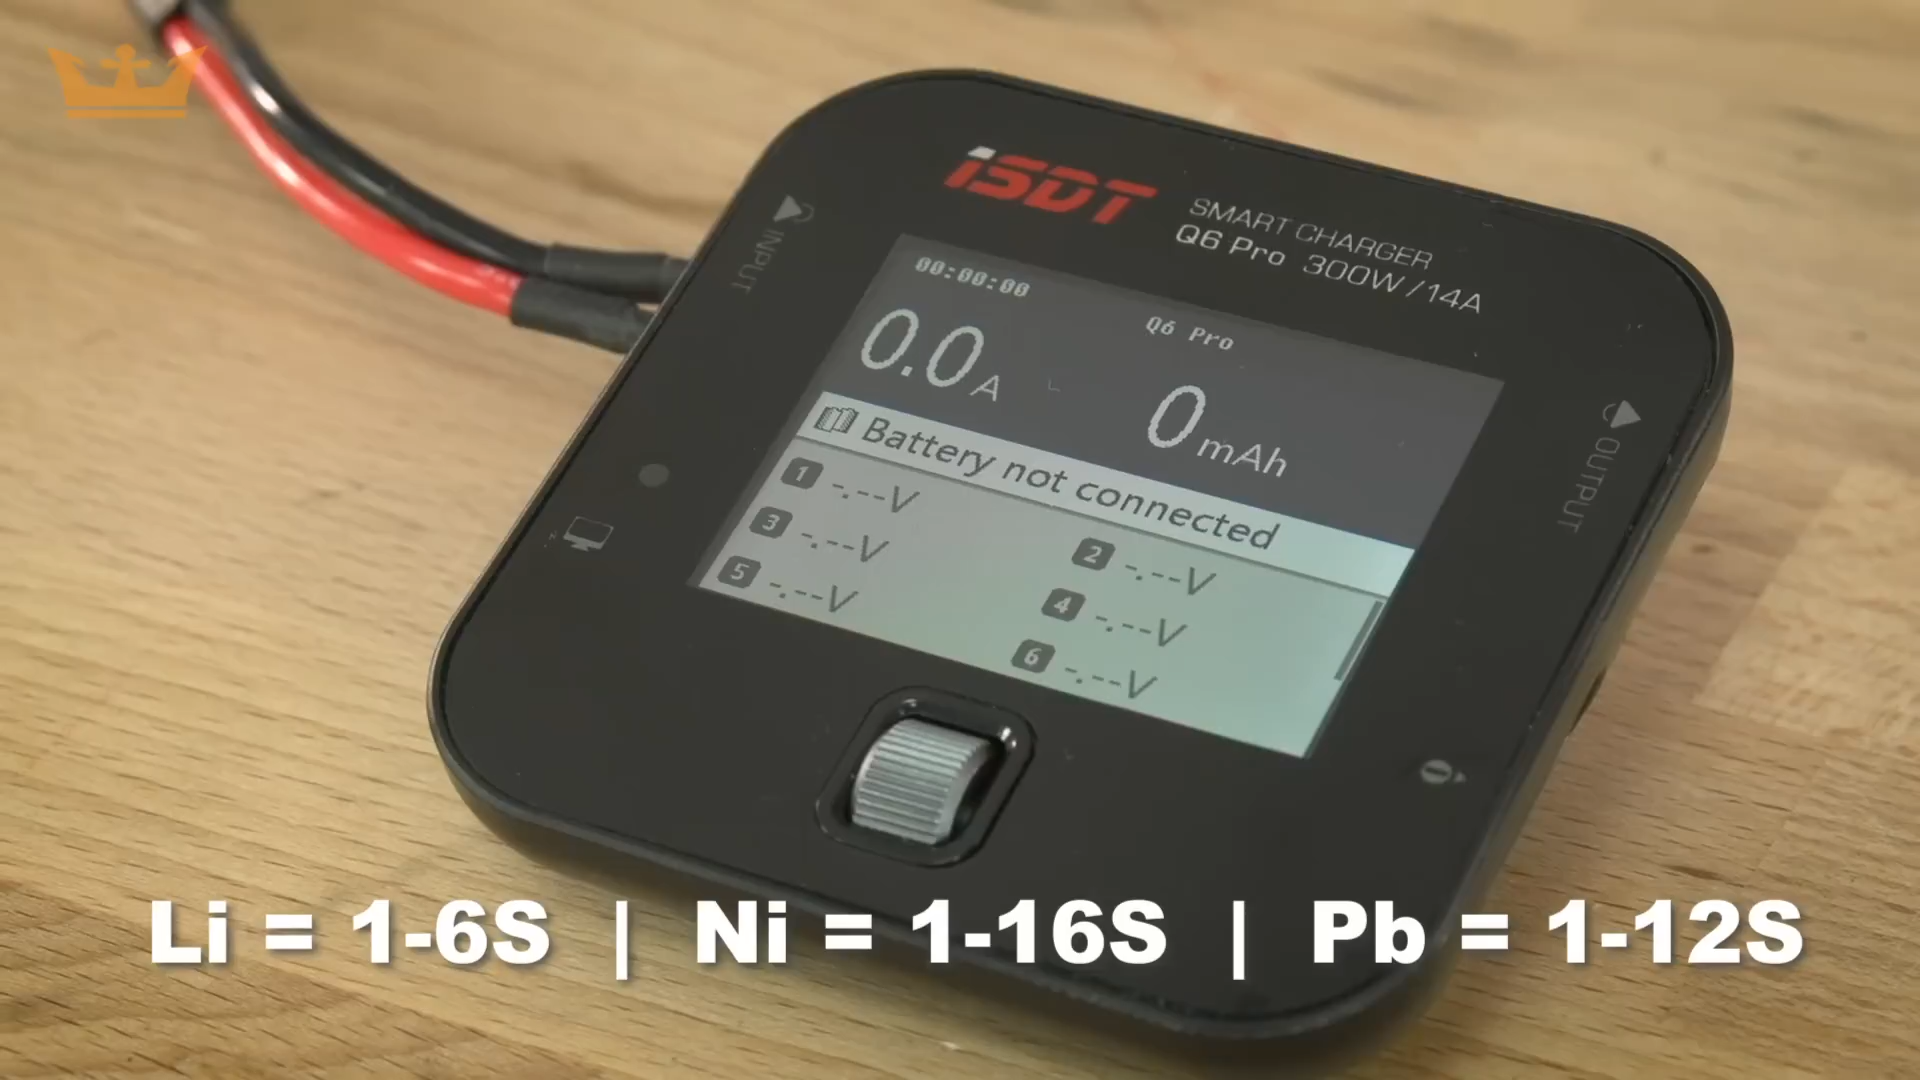 iSDT
SMART CHARGER
Q6 Pro 300W/14A
INPUT
OUTPUT
00:00:00
Q6 Pro
0.0A
0mAh
Battery not connected
1 -.--V
2 -.--V
3 -.--V
4 -.--V
5 -.--V
6 -.--V
Li = 1-6S | Ni = 1-16S | Pb = 1-12S